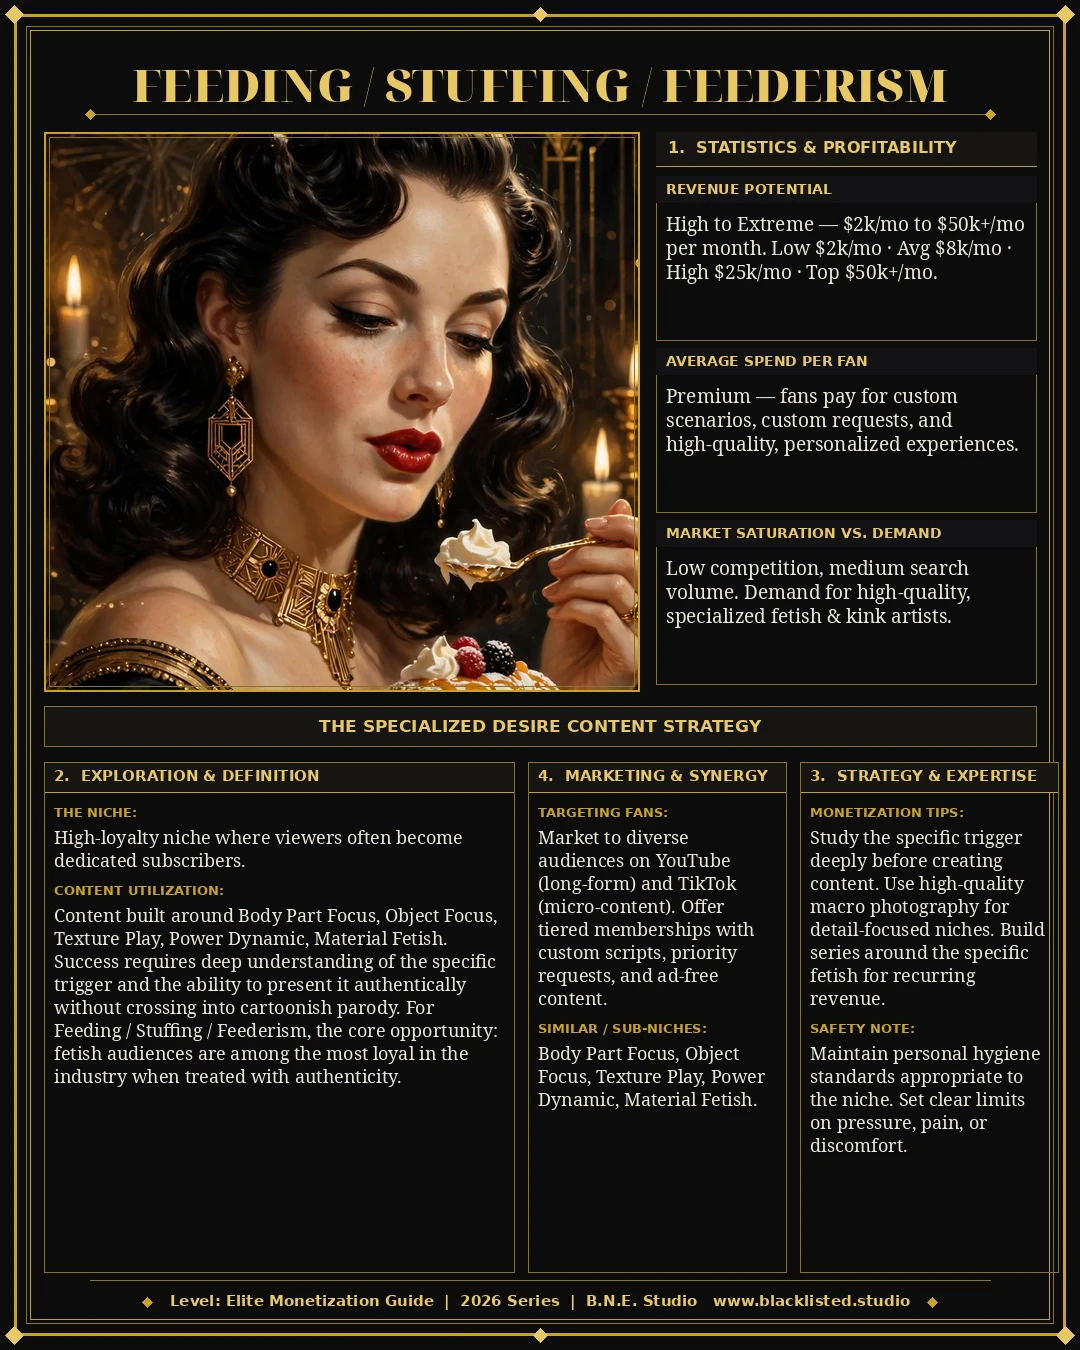 FEEDING / STUFFING / FEEDERISM
1. STATISTICS & PROFITABILITY
REVENUE POTENTIAL
High to Extreme — $2k/mo to $50k+/mo
per month. Low $2k/mo · Avg $8k/mo ·
High $25k/mo · Top $50k+/mo.
AVERAGE SPEND PER FAN
Premium — fans pay for custom
scenarios, custom requests, and
high-quality, personalized experiences.
MARKET SATURATION VS. DEMAND
Low competition, medium search
volume. Demand for high-quality,
specialized fetish & kink artists.
THE SPECIALIZED DESIRE CONTENT STRATEGY
2. EXPLORATION & DEFINITION
THE NICHE:
High-loyalty niche where viewers often become
dedicated subscribers.
CONTENT UTILIZATION:
Content built around Body Part Focus, Object Focus,
Texture Play, Power Dynamic, Material Fetish.
Success requires deep understanding of the specific
trigger and the ability to present it authentically
without crossing into cartoonish parody. For
Feeding / Stuffing / Feederism, the core opportunity:
fetish audiences are among the most loyal in the
industry when treated with authenticity.
4. MARKETING & SYNERGY
TARGETING FANS:
Market to diverse
audiences on YouTube
(long-form) and TikTok
(micro-content). Offer
tiered memberships with
custom scripts, priority
requests, and ad-free
content.
SIMILAR / SUB-NICHES:
Body Part Focus, Object
Focus, Texture Play, Power
Dynamic, Material Fetish.
3. STRATEGY & EXPERTISE
MONETIZATION TIPS:
Study the specific trigger
deeply before creating
content. Use high-quality
macro photography for
detail-focused niches. Build
series around the specific
fetish for recurring
revenue.
SAFETY NOTE:
Maintain personal hygiene
standards appropriate to
the niche. Set clear limits
on pressure, pain, or
discomfort.
Level: Elite Monetization Guide | 2026 Series | B.N.E. Studio www.blacklisted.studio